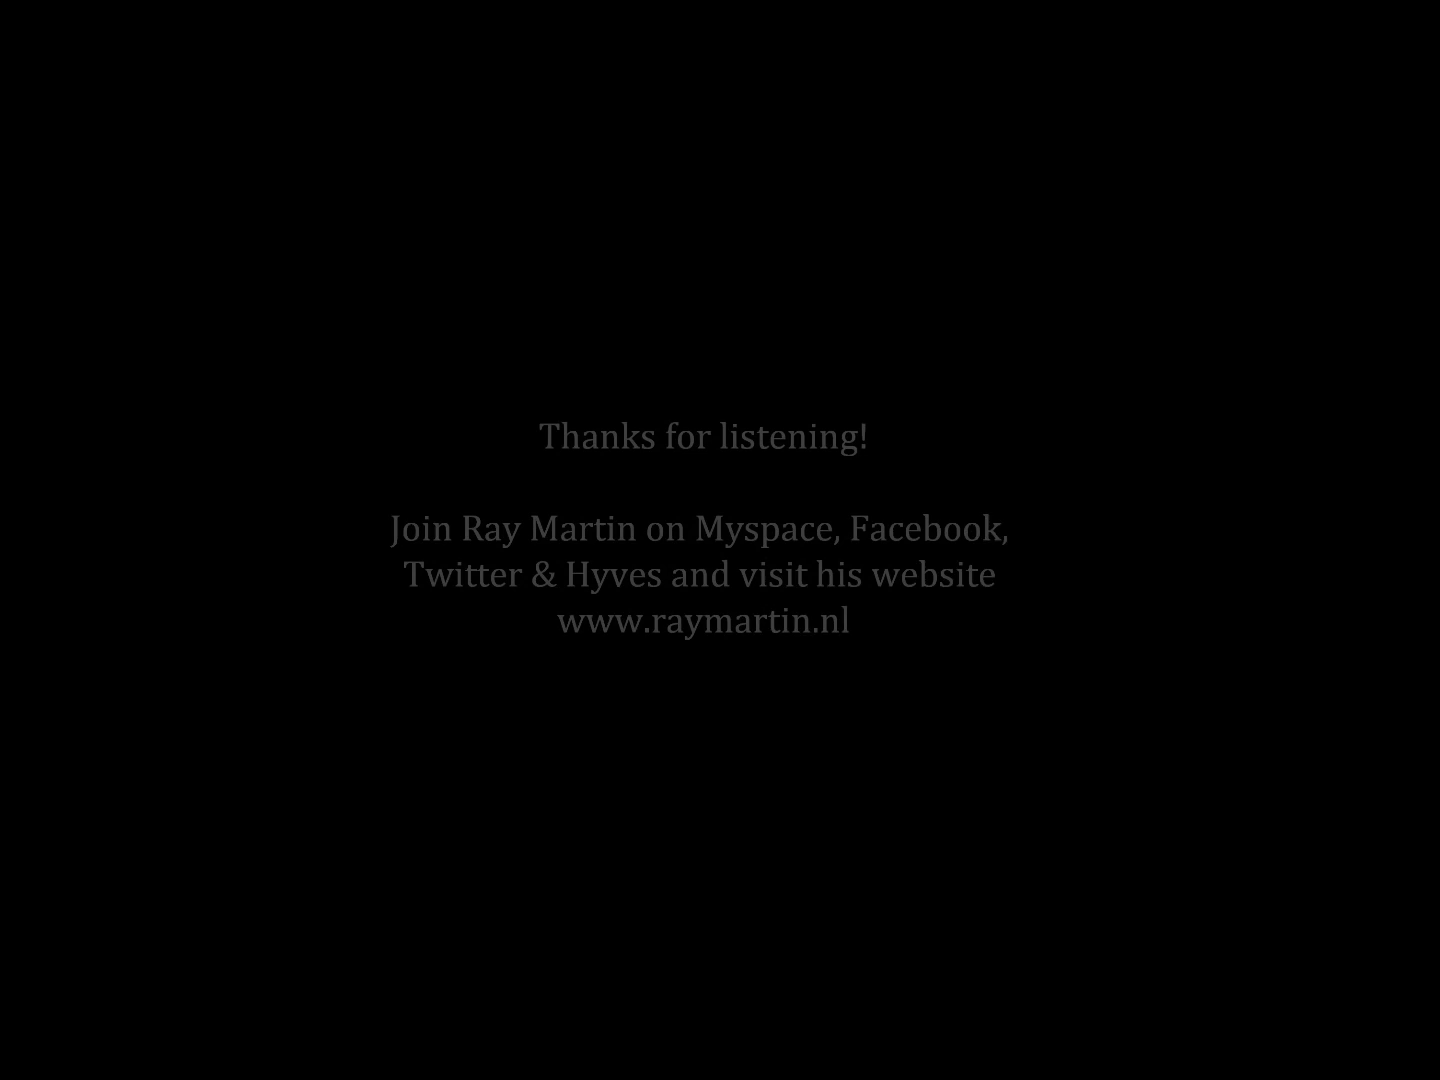 Thanks for listening!
Join Ray Martin on Myspace, Facebook,
Twitter & Hyves and visit his website
www.raymartin.nl